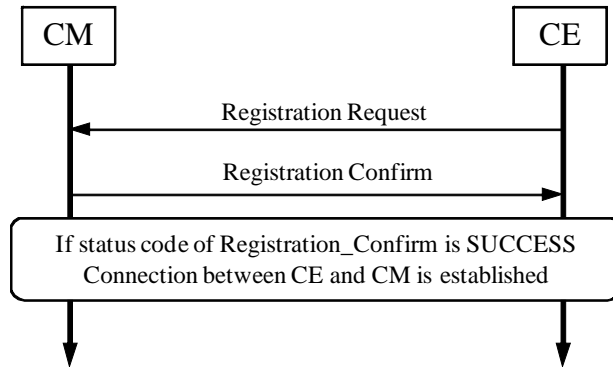 CM
CE
Registration Request
Registration Confirm
If status code of Registration_Confirm is SUCCESS
Connection between CE and CM is established